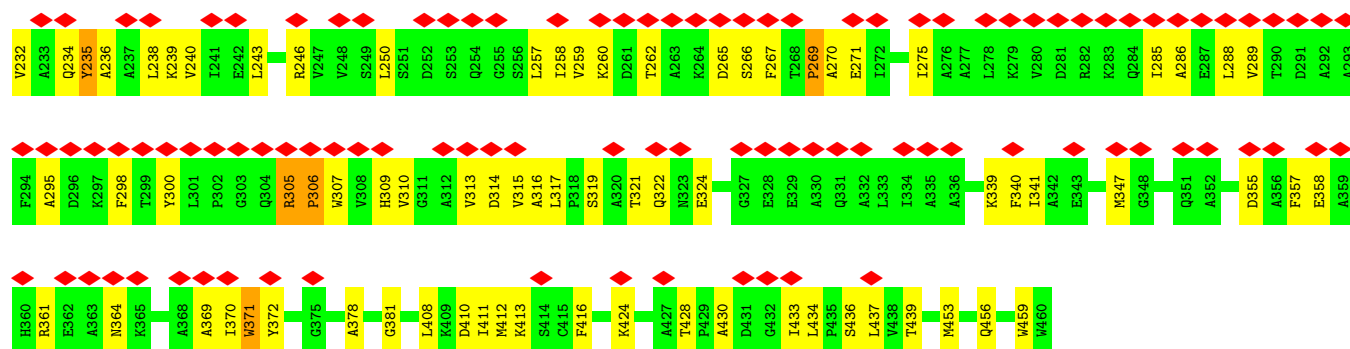 V232 A233 Q234 Y235 A236 A237 L238 K239 V240 I241 E242 L243 R246 V247 V248 S249 L250 S251 D252 S253 Q254 G255 S256 L257 I258 V259 K260 D261 T262 A263 K264 D265 S266 F267 T268 P269 A270 E271 I272 I275 A276 A277 L278 K279 V280 D281 R282 K283 Q284 I285 A286 E287 L288 V289 T290 D291 A292 A293
F294 A295 D296 K297 F298 T299 Y300 L301 P302 G303 Q304 R305 P306 W307 V308 H309 V310 G311 A312 V313 D314 V315 A316 L317 P318 S319 A320 T321 Q322 N323 E324 G327 E328 E329 A330 Q331 A332 L333 I334 A335 A336 K339 F340 I341 A342 E343 M347 G348 Q351 A352 D355 A356 F357 E358 A359
H360 R361 E362 A363 N364 K365 A368 A369 I370 W371 Y372 G375 A378 G381 L408 K409 D410 I411 M412 K413 S414 C415 F416 K424 A427 T428 P429 A430 D431 G432 I433 L434 P435 S436 L437 V438 T439 M453 Q456 W459 W460